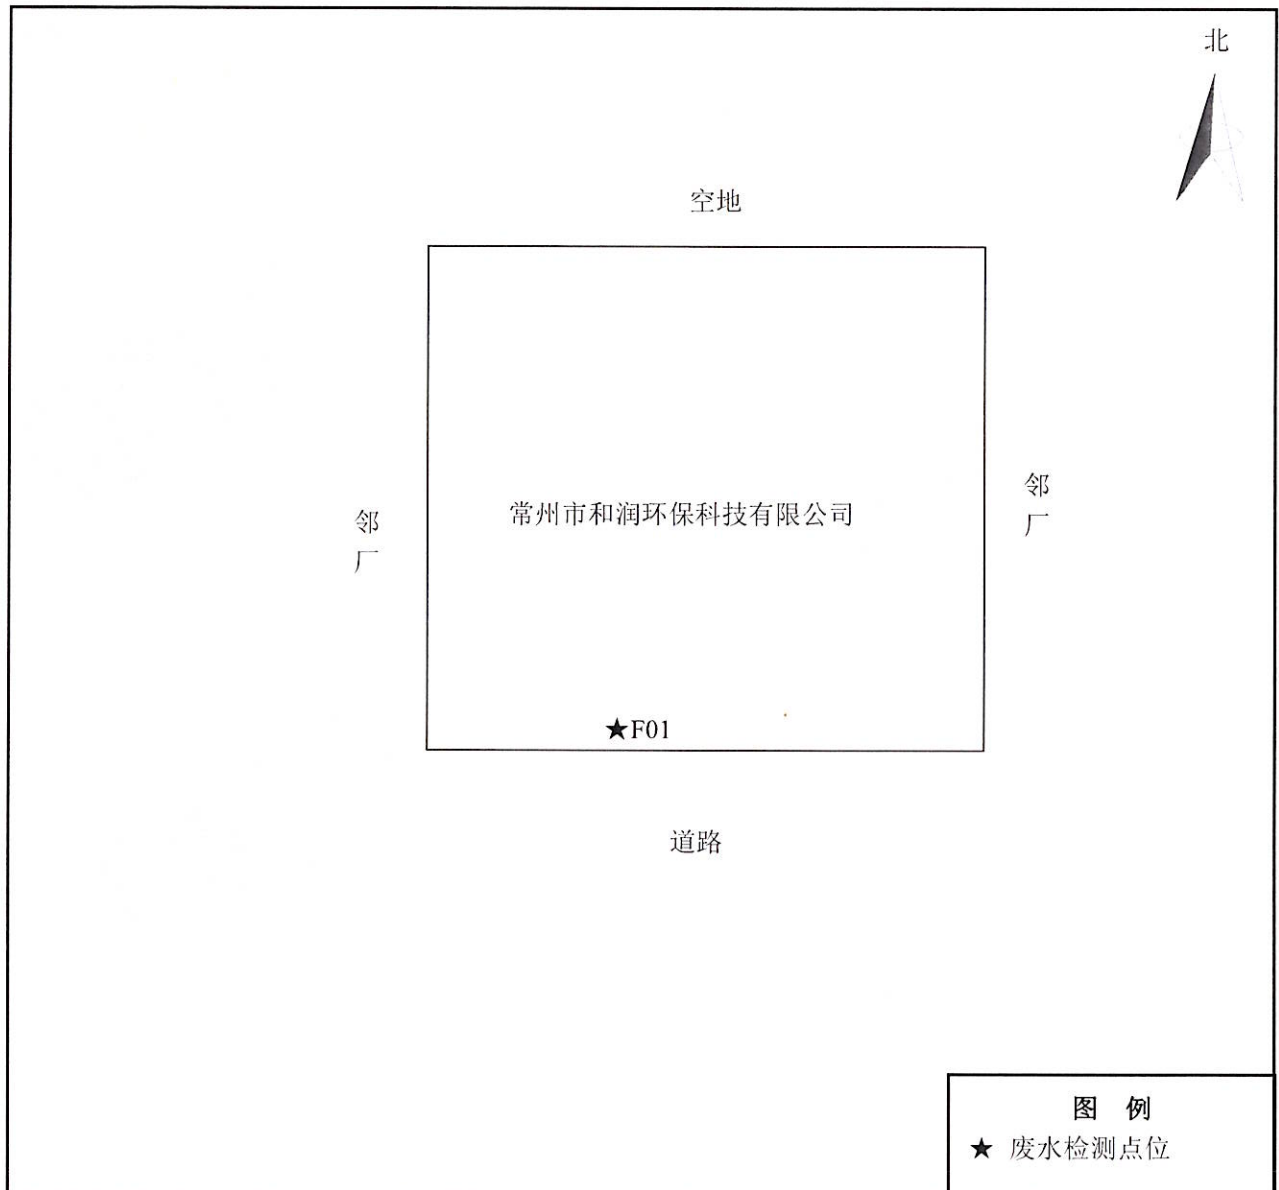 北
空地
邻厂
常州市和润环保科技有限公司
邻厂
★F01
道路
图 例
★ 废水检测点位